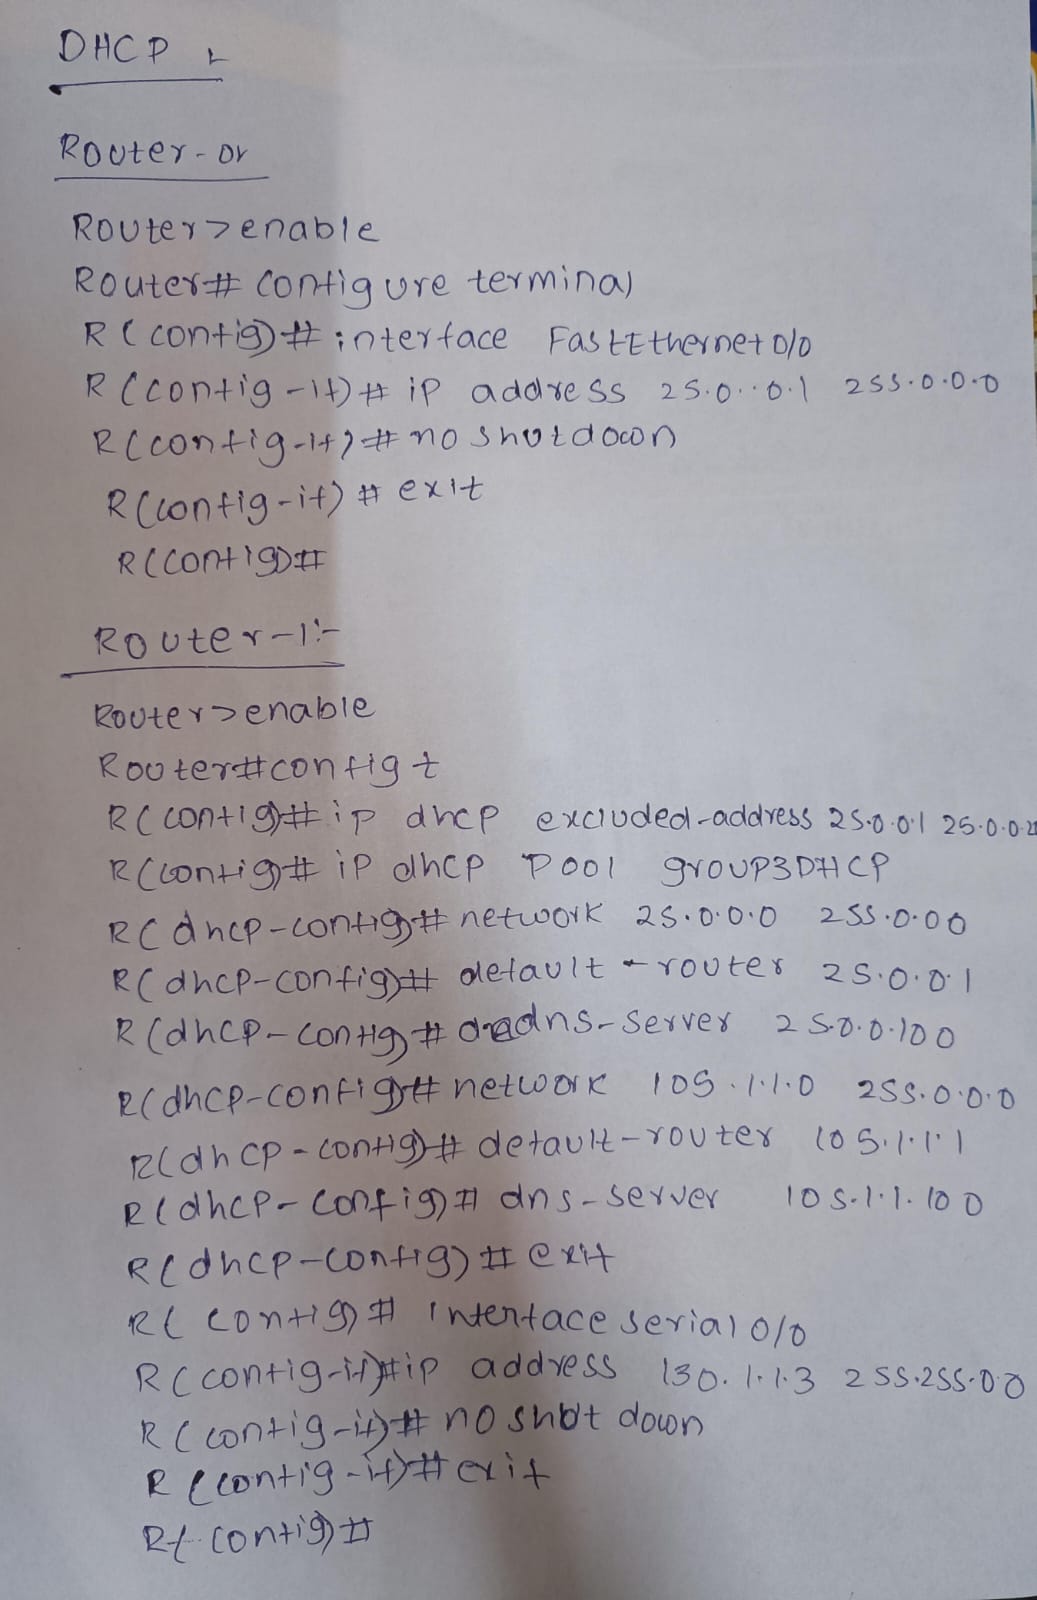 DHCP
Router-0r
Router>enable
Router# configure terminal
R(config)# interface FastEthernet 0/0
R(config-if)# ip address 25.0..0.1 255.0.0.0
R(config-if)# no shutdown
R(config-if)# exit
R(config)#
Router-1:-
Router>enable
Router#config t
R(config)# ip dhcp excluded-address 25.0.0.1 25.0.0.2
R(config)# ip dhcp pool group3DHCP
R(dhcp-config)# network 25.0.0.0 255.0.00
R(dhcp-config)# default-router 25.0.0.1
R(dhcp-config)# dns-server 25.0.0.100
R(dhcp-config)# network 105.1.1.0 255.0.0.0
R(dhcp-config)# default-router 105.1.1.1
R(dhcp-config)# dns-server 105.1.1.100
R(dhcp-config)# exit
R(config)# interface serial 0/0
R(config-if)#ip address 130.1.1.3 255.255.0.0
R(config-if)# no shut down
R(config-if)# exit
R(config)#